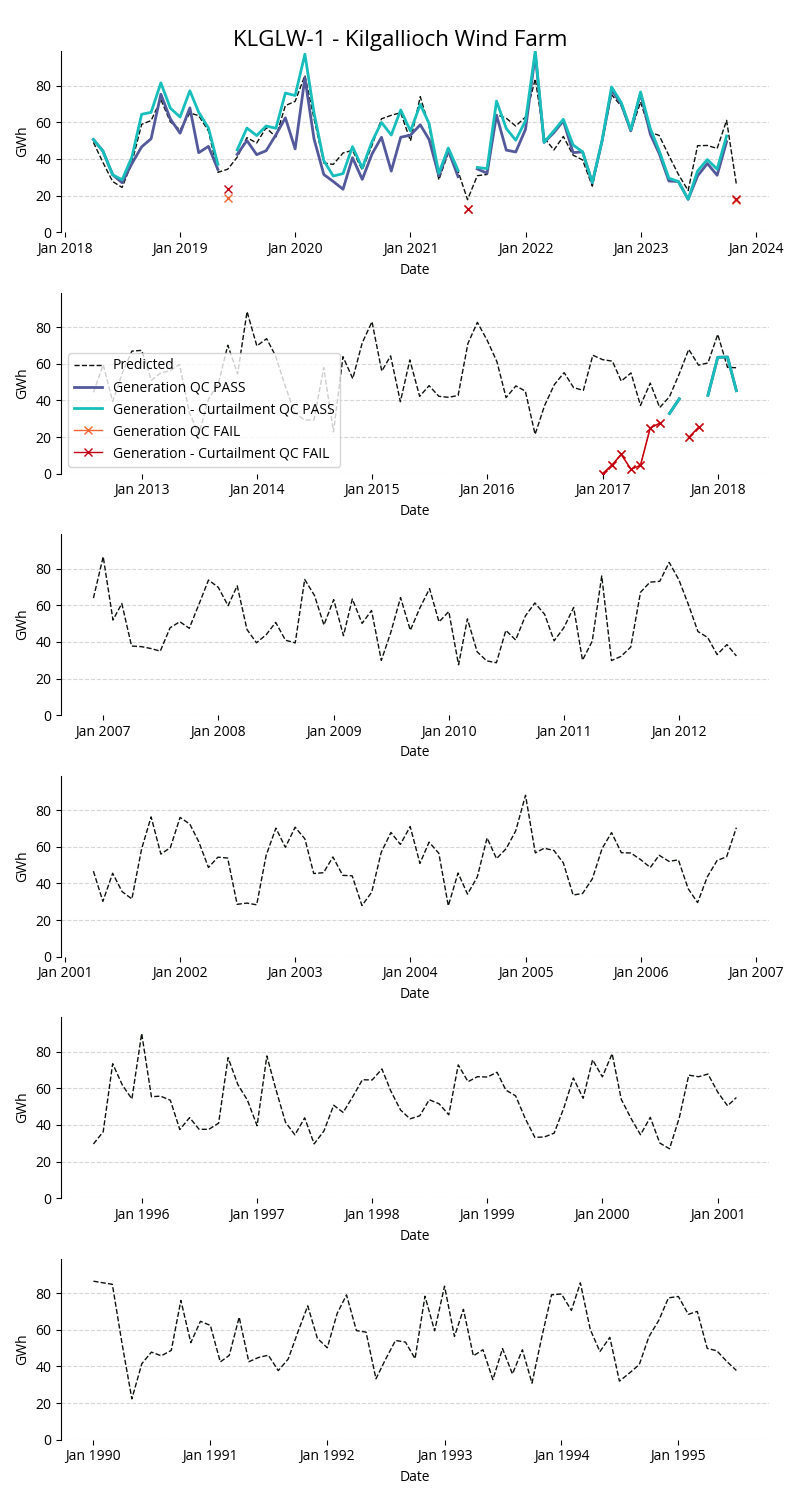 KLGLW-1 - Kilgallioch Wind Farm
80
60
40
20
0
GWh
Jan 2018 Jan 2019 Jan 2020 Jan 2021 Jan 2022 Jan 2023 Jan 2024
Date
80
60
40
20
0
GWh
Predicted
Generation QC PASS
Generation - Curtailment QC PASS
Generation QC FAIL
Generation - Curtailment QC FAIL
Jan 2013 Jan 2014 Jan 2015 Jan 2016 Jan 2017 Jan 2018
Date
80
60
40
20
0
GWh
Jan 2007 Jan 2008 Jan 2009 Jan 2010 Jan 2011 Jan 2012
Date
80
60
40
20
0
GWh
Jan 2001 Jan 2002 Jan 2003 Jan 2004 Jan 2005 Jan 2006 Jan 2007
Date
80
60
40
20
0
GWh
Jan 1996 Jan 1997 Jan 1998 Jan 1999 Jan 2000 Jan 2001
Date
80
60
40
20
0
GWh
Jan 1990 Jan 1991 Jan 1992 Jan 1993 Jan 1994 Jan 1995
Date